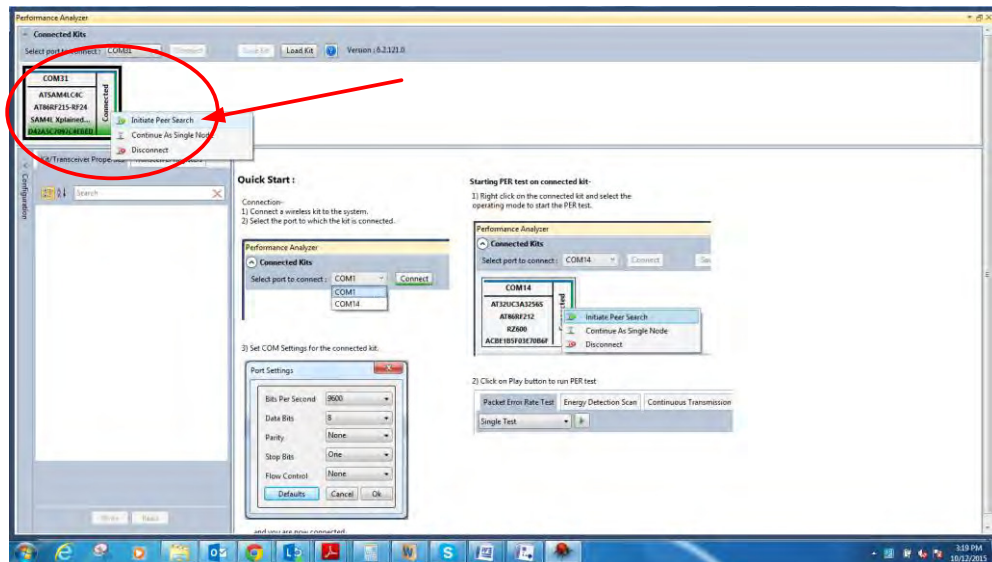 Performance Analyzer
Connected Kits
Select port to connect : COM31 Connect Save Kit Load Kit Version : 6.2.121.0
COM31
ATSAM4LC4C
AT86RF215-RF24
SAM4L Xplained...
Connected
Initiate Peer Search
Continue As Single Node
Disconnect
Kit/Transceiver Properties
Configuration
Search
Write Read
Quick Start :
Connection-
1) Connect a wireless kit to the system.
2) Select the port to which the kit is connected.
Performance Analyzer
Connected Kits
Select port to connect : COM1 Connect
COM1
COM14
3) Set COM Settings for the connected kit.
Port Settings
Bits Per Second 9600
Data Bits 8
Parity None
Stop Bits One
Flow Control None
Defaults Cancel Ok
and you are now connected
Starting PER test on connected kit-
1) Right click on the connected kit and select the
operating mode to start the PER test.
Performance Analyzer
Connected Kits
Select port to connect : COM14 Connect
COM14
AT32UC3A3256S
AT86RF212
RZ600
ACDE1B5F03E70B6F
Initiate Peer Search
Continue As Single Node
Disconnect
2) Click on Play button to run PER test
Packet Error Rate Test Energy Detection Scan Continuous Transmission
Single Test
3:19 PM
10/12/2015